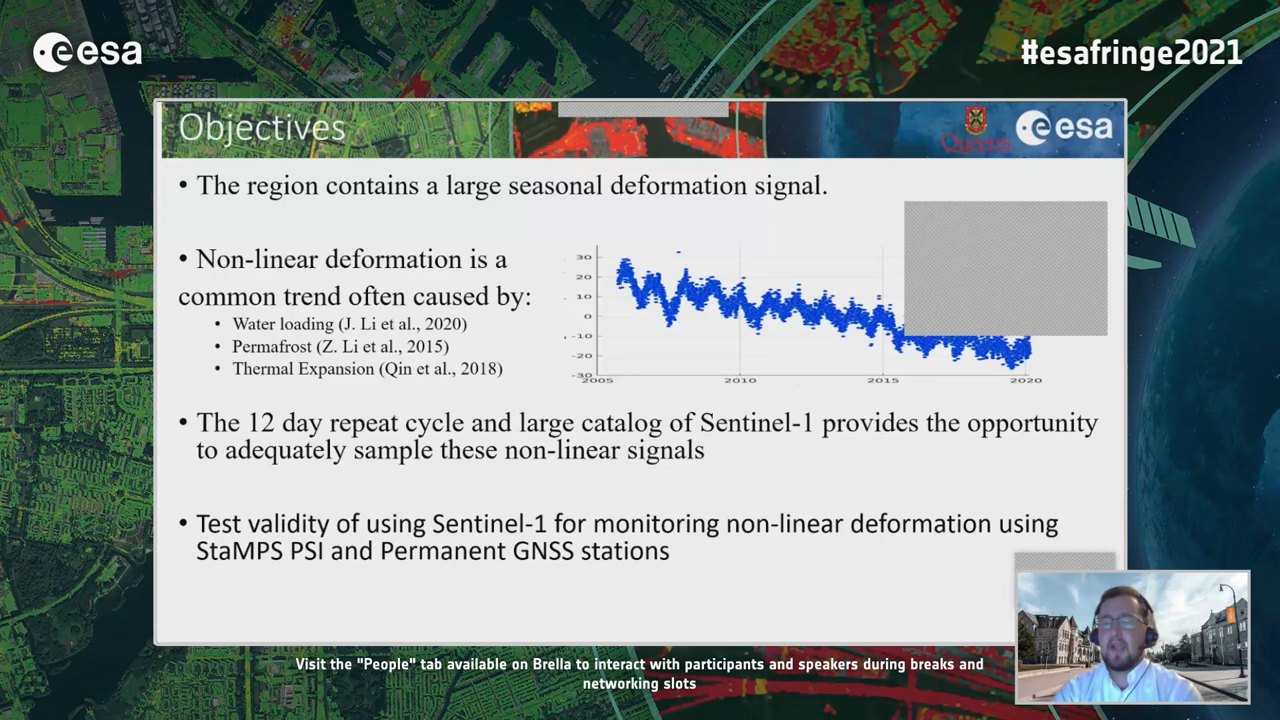 esa
#esafringe2021
Objectives
Queen's
esa
• The region contains a large seasonal deformation signal.
• Non-linear deformation is a
common trend often caused by:
• Water loading (J. Li et al., 2020)
• Permafrost (Z. Li et al., 2015)
• Thermal Expansion (Qin et al., 2018)
30
20
10
0
-10
-20
-30
2005 2010 2015 2020
• The 12 day repeat cycle and large catalog of Sentinel-1 provides the opportunity
to adequately sample these non-linear signals
• Test validity of using Sentinel-1 for monitoring non-linear deformation using
StaMPS PSI and Permanent GNSS stations
Visit the "People" tab available on Brella to interact with participants and speakers during breaks and
networking slots